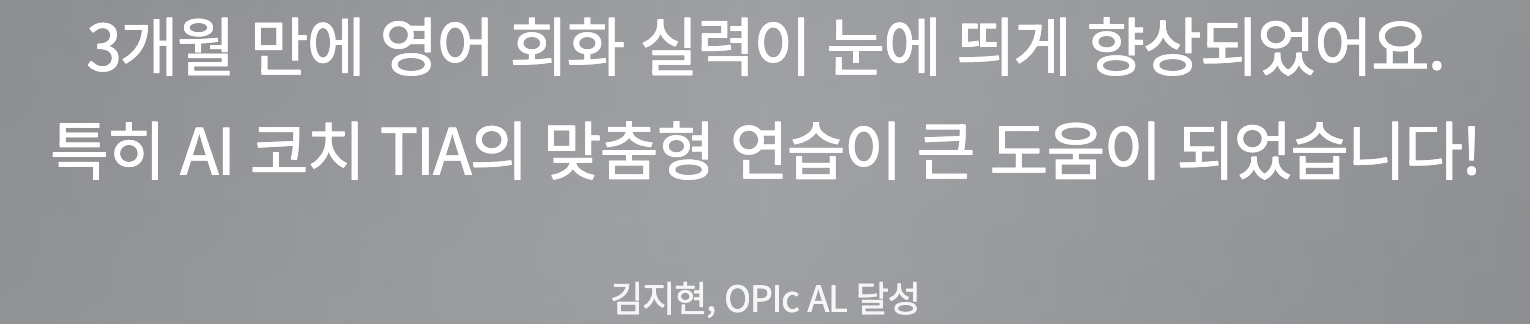 3개월 만에 영어 회화 실력이 눈에 띄게 향상되었어요.
특히 AI 코치 TIA의 맞춤형 연습이 큰 도움이 되었습니다!
김지현, OPIc AL 달성